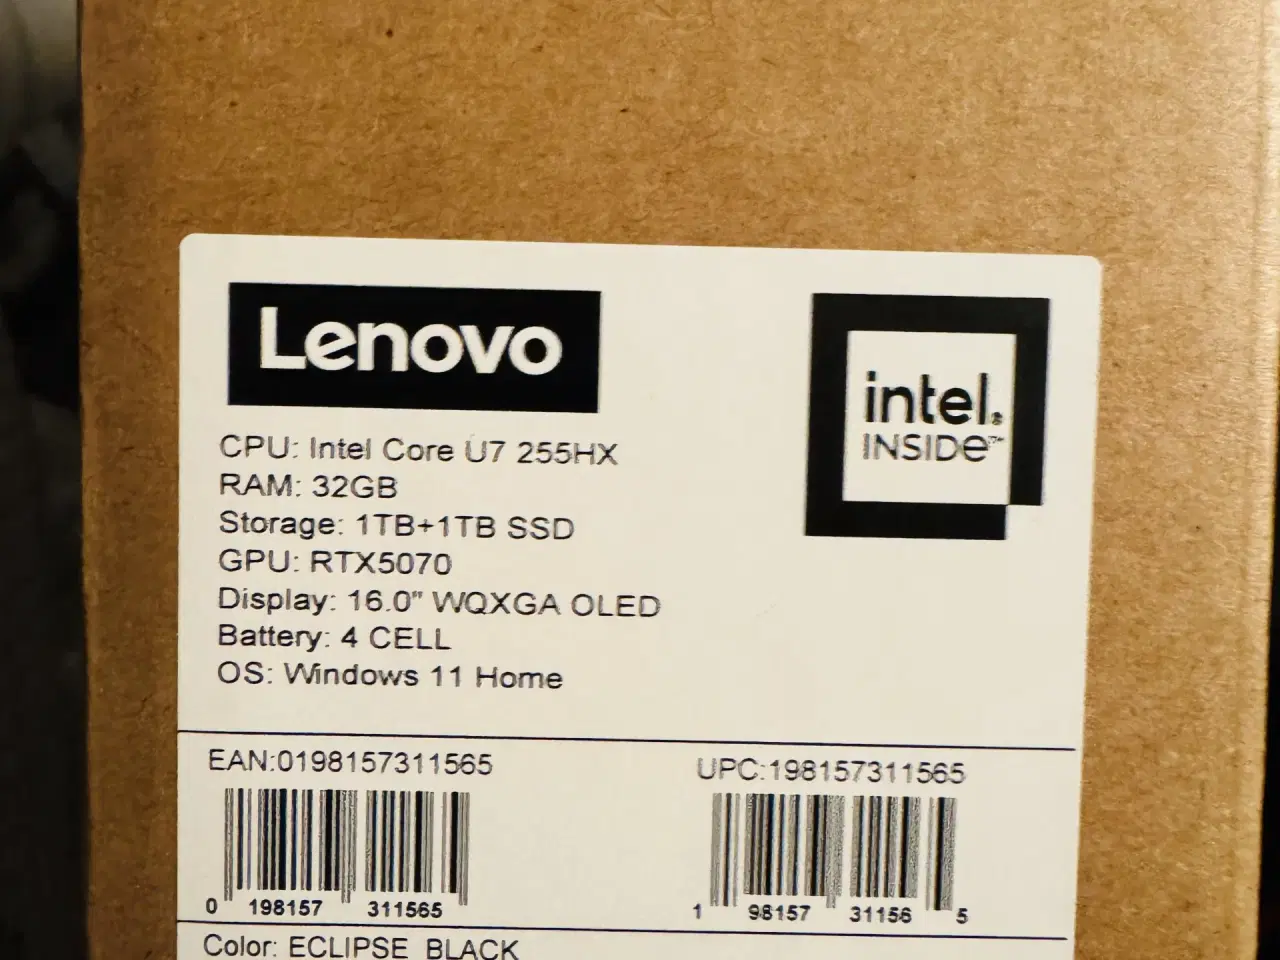 Lenovo
intel.
INSIDE™
CPU: Intel Core U7 255HX
RAM: 32GB
Storage: 1TB+1TB SSD
GPU: RTX5070
Display: 16.0" WQXGA OLED
Battery: 4 CELL
OS: Windows 11 Home
EAN:0198157311565
0 198157 311565
UPC:198157311565
1 98157 31156 5
Color: ECLIPSE BLACK